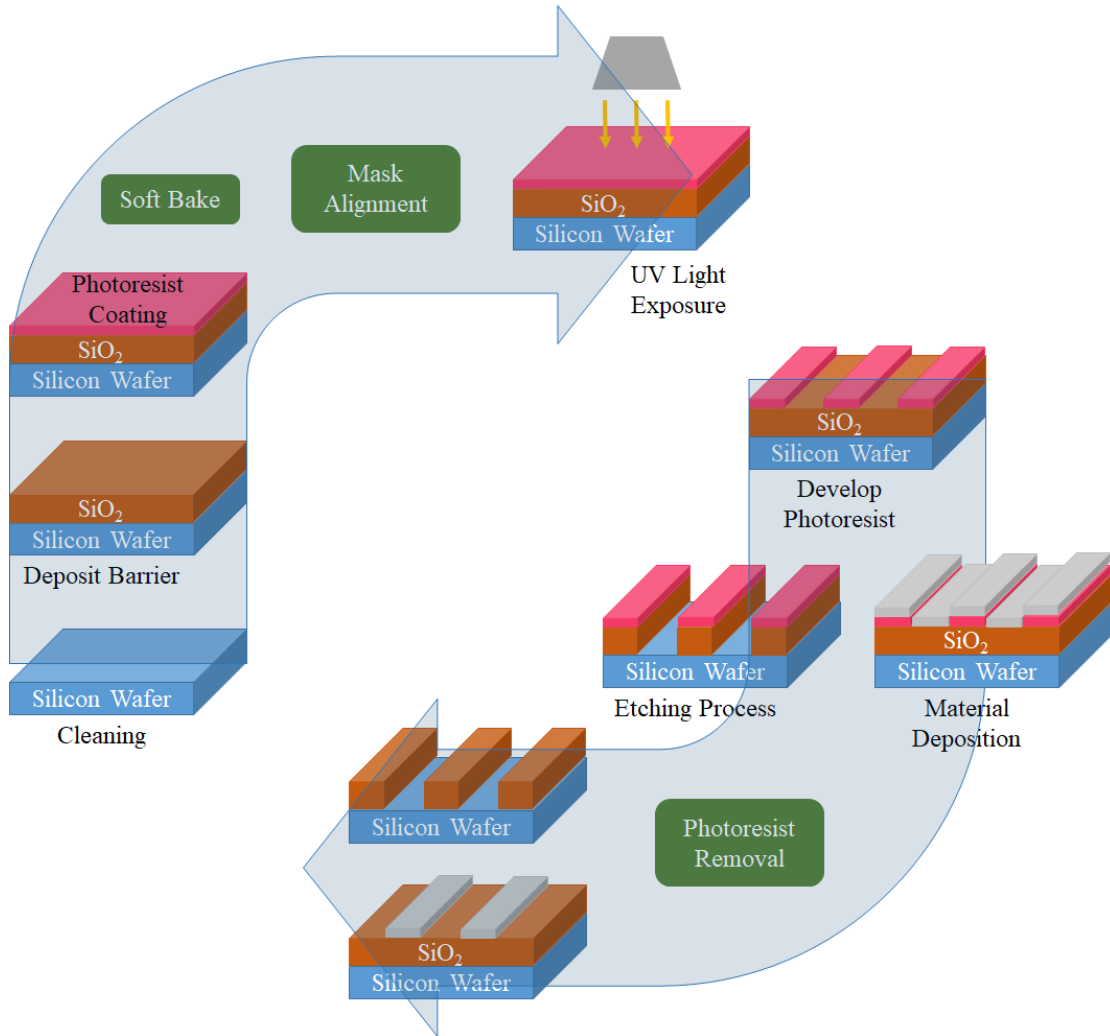 Cleaning
Silicon Wafer
Deposit Barrier
SiO₂
Silicon Wafer
Photoresist
Coating
SiO₂
Silicon Wafer
Soft Bake
Mask
Alignment
SiO₂
Silicon Wafer
UV Light
Exposure
SiO₂
Silicon Wafer
Develop
Photoresist
Silicon Wafer
Etching Process
SiO₂
Silicon Wafer
Material
Deposition
Photoresist
Removal
Silicon Wafer
SiO₂
Silicon Wafer